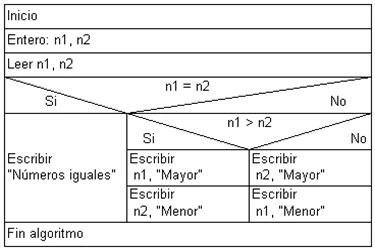 Inicio
Entero: n1, n2
Leer n1, n2
n1 = n2
Si
No
n1 > n2
Si
No
Escribir
"Números iguales"
Escribir
n1, "Mayor"
Escribir
n2, "Mayor"
Escribir
n2, "Menor"
Escribir
n1, "Menor"
Fin algoritmo